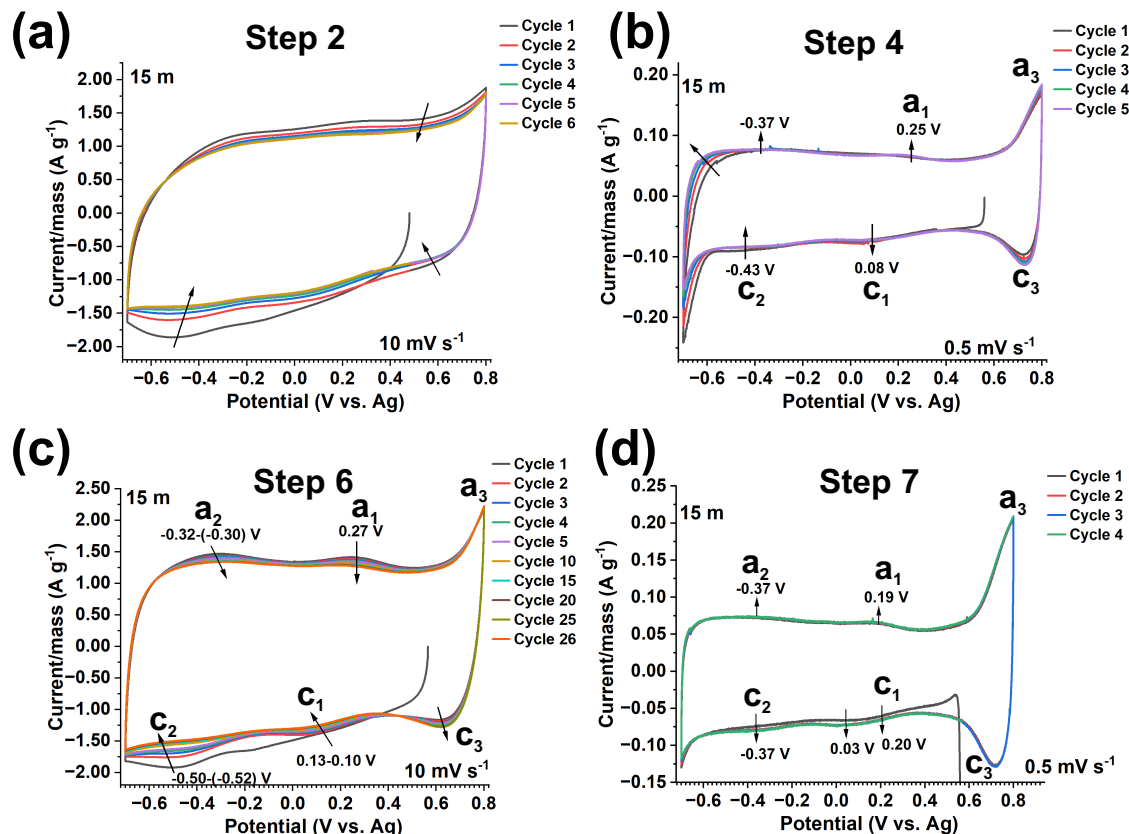 (a)
Step 2
15 m
Cycle 1
Cycle 2
Cycle 3
Cycle 4
Cycle 5
Cycle 6
Current/mass (A g⁻¹)
2.00
1.50
1.00
0.50
0.00
−0.50
−1.00
−1.50
−2.00
10 mV s⁻¹
−0.6 −0.4 −0.2 0.0 0.2 0.4 0.6 0.8
Potential (V vs. Ag)
(b)
Step 4
15 m
Cycle 1
Cycle 2
Cycle 3
Cycle 4
Cycle 5
a₃
a₁
-0.37 V
0.25 V
Current/mass (A g⁻¹)
0.20
0.10
0.00
−0.10
−0.20
-0.43 V
0.08 V
c₂
c₁
c₃
0.5 mV s⁻¹
−0.6 −0.4 −0.2 0.0 0.2 0.4 0.6 0.8
Potential (V vs. Ag)
(c)
Step 6
15 m
Cycle 1
Cycle 2
Cycle 3
Cycle 4
Cycle 5
Cycle 10
Cycle 15
Cycle 20
Cycle 25
Cycle 26
a₃
a₂
a₁
-0.32-(-0.30) V
0.27 V
Current/mass (A g⁻¹)
2.50
2.00
1.50
1.00
0.50
0.00
−0.50
−1.00
−1.50
−2.00
c₂
c₁
c₃
-0.50-(-0.52) V
0.13-0.10 V
10 mV s⁻¹
−0.6 −0.4 −0.2 0.0 0.2 0.4 0.6 0.8
Potential (V vs. Ag)
(d)
Step 7
15 m
Cycle 1
Cycle 2
Cycle 3
Cycle 4
a₃
a₂
a₁
-0.37 V
0.19 V
Current/mass (A g⁻¹)
0.25
0.20
0.15
0.10
0.05
0.00
−0.05
−0.10
−0.15
c₂
c₁
-0.37 V
0.03 V
0.20 V
c₃
0.5 mV s⁻¹
−0.6 −0.4 −0.2 0.0 0.2 0.4 0.6 0.8
Potential (V vs. Ag)